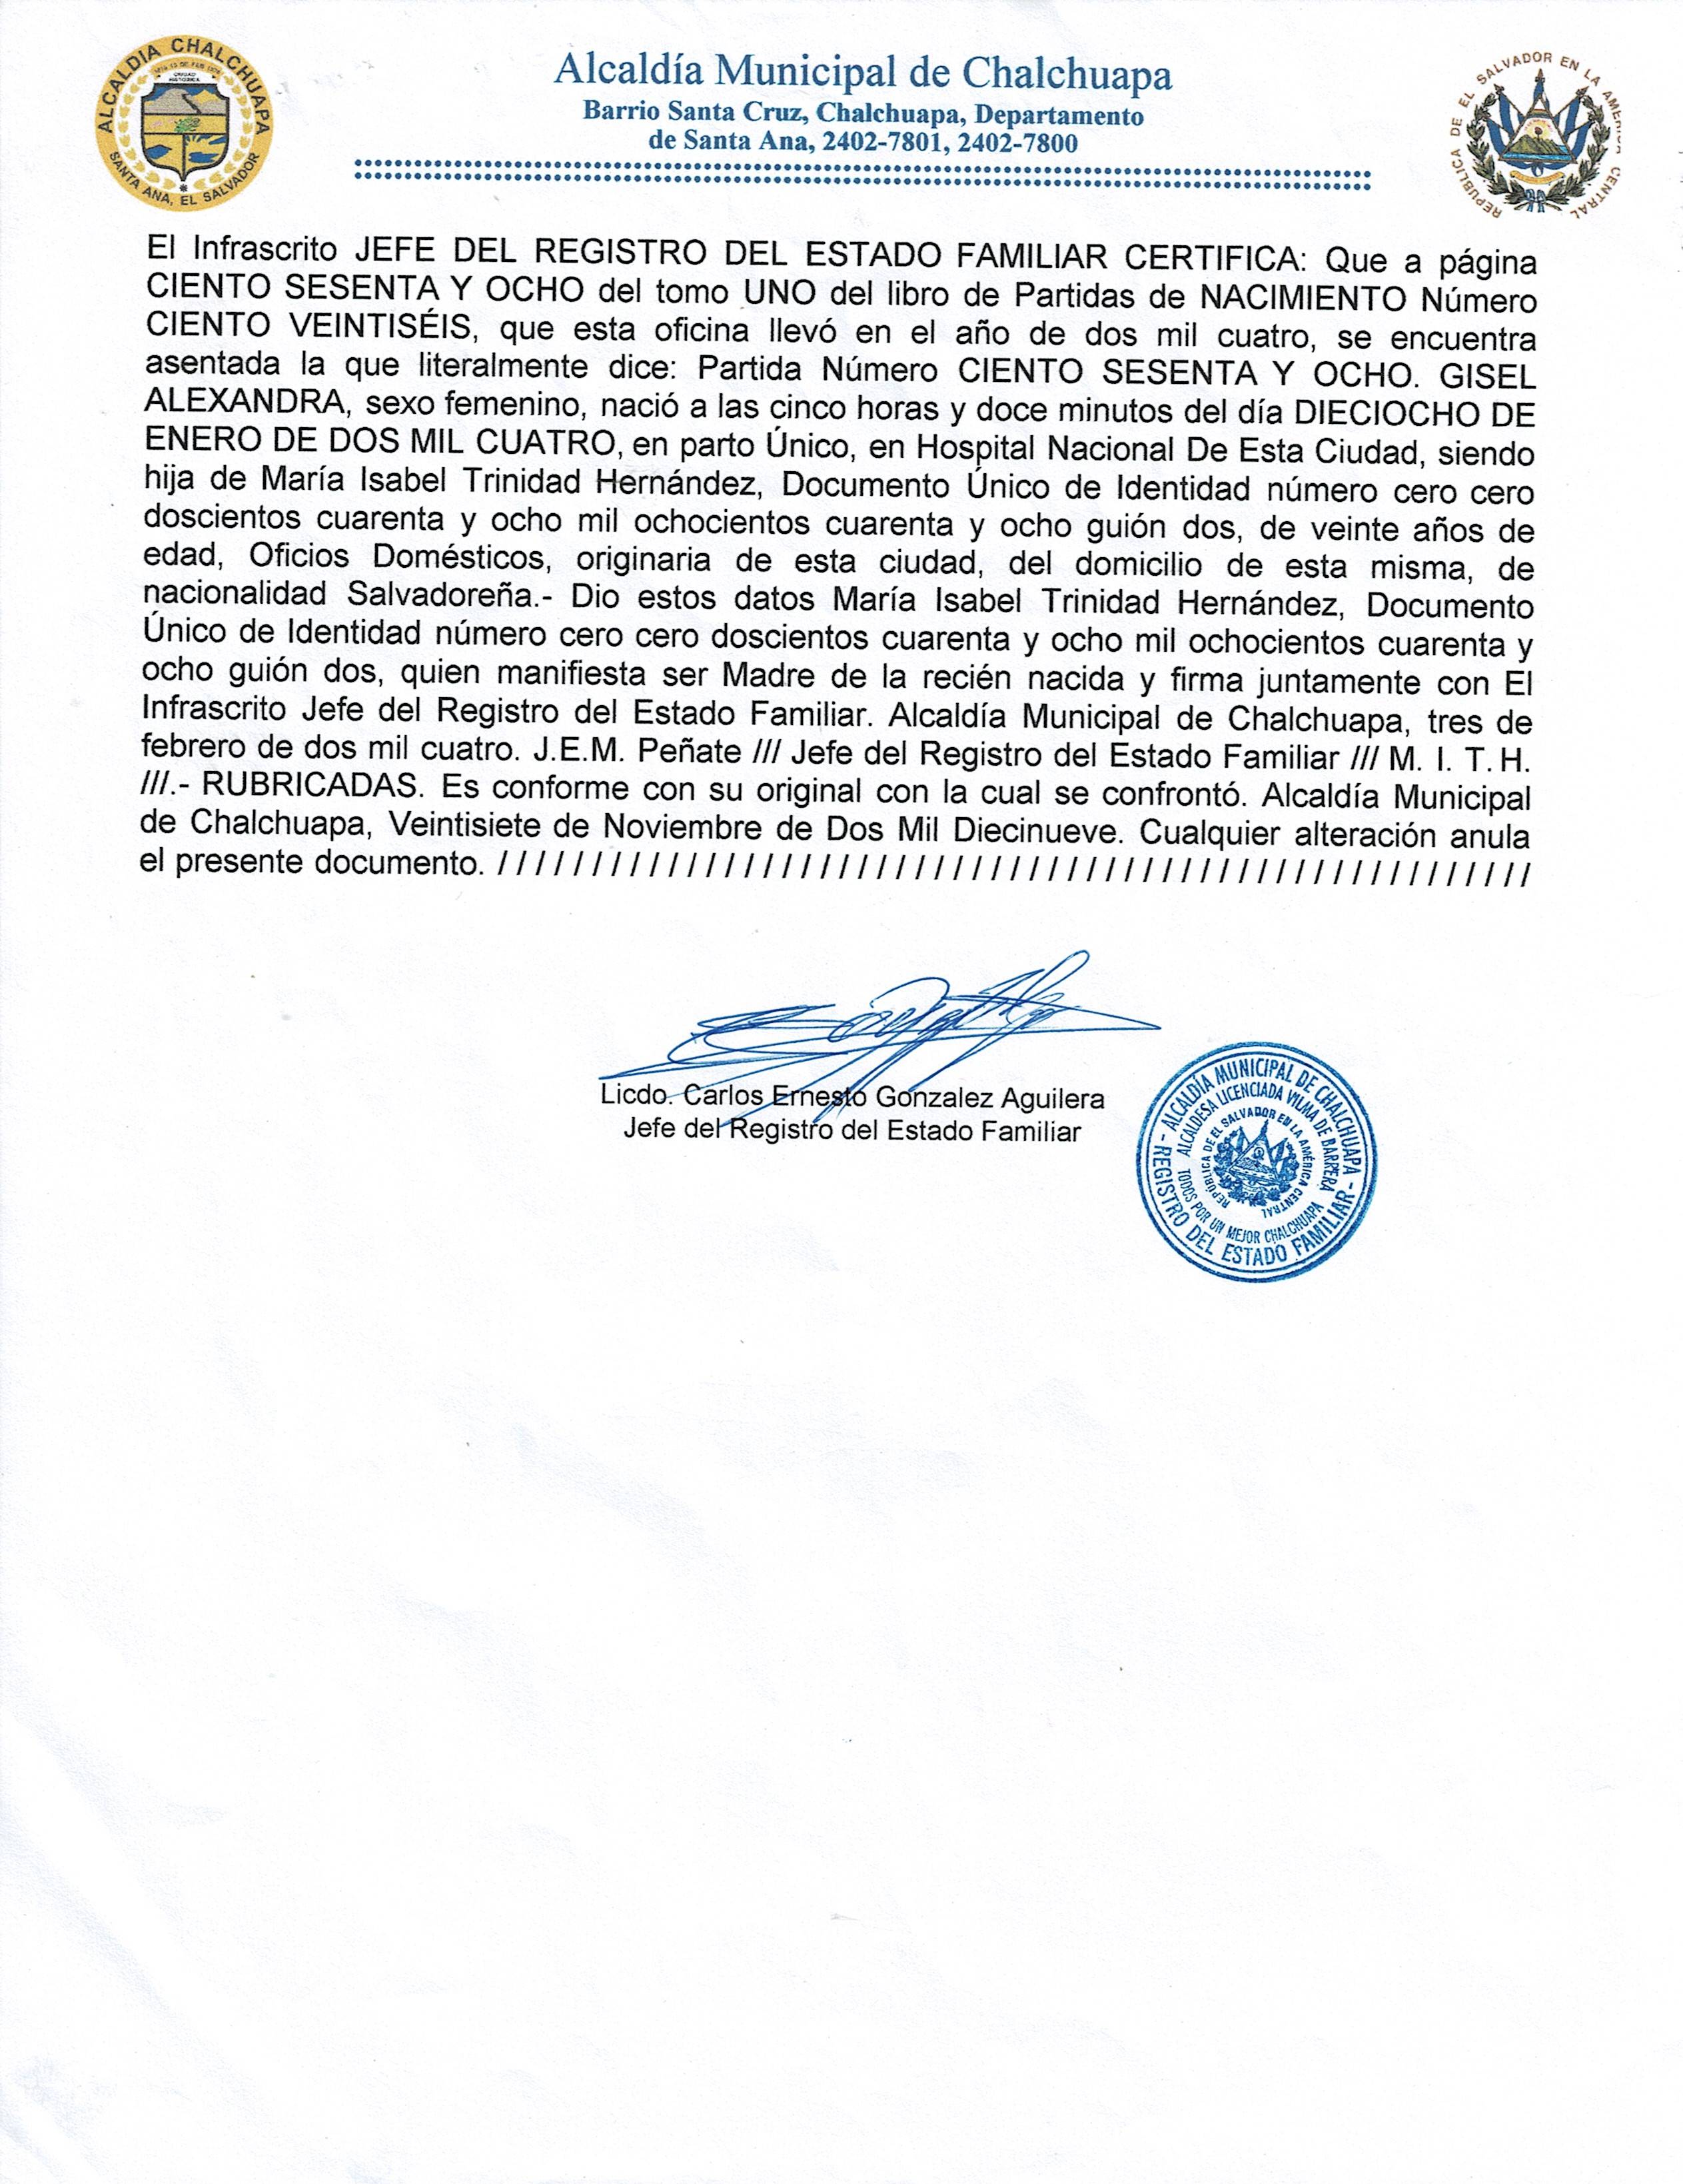 ALCALDIA CHALCHUAPA
CIUDAD
HISTORICA
SANTA ANA, EL SALVADOR
Alcaldía Municipal de Chalchuapa
Barrio Santa Cruz, Chalchuapa, Departamento
de Santa Ana, 2402-7801, 2402-7800
REPUBLICA DE EL SALVADOR EN LA AMERICA CENTRAL
El Infrascrito JEFE DEL REGISTRO DEL ESTADO FAMILIAR CERTIFICA: Que a página
CIENTO SESENTA Y OCHO del tomo UNO del libro de Partidas de NACIMIENTO Número
CIENTO VEINTISÉIS, que esta oficina llevó en el año de dos mil cuatro, se encuentra
asentada la que literalmente dice: Partida Número CIENTO SESENTA Y OCHO. GISEL
ALEXANDRA, sexo femenino, nació a las cinco horas y doce minutos del día DIECIOCHO DE
ENERO DE DOS MIL CUATRO, en parto Único, en Hospital Nacional De Esta Ciudad, siendo
hija de María Isabel Trinidad Hernández, Documento Único de Identidad número cero cero
doscientos cuarenta y ocho mil ochocientos cuarenta y ocho guión dos, de veinte años de
edad, Oficios Domésticos, originaria de esta ciudad, del domicilio de esta misma, de
nacionalidad Salvadoreña.- Dio estos datos María Isabel Trinidad Hernández, Documento
Único de Identidad número cero cero doscientos cuarenta y ocho mil ochocientos cuarenta y
ocho guión dos, quien manifiesta ser Madre de la recién nacida y firma juntamente con El
Infrascrito Jefe del Registro del Estado Familiar. Alcaldía Municipal de Chalchuapa, tres de
febrero de dos mil cuatro. J.E.M. Peñate /// Jefe del Registro del Estado Familiar /// M. I. T. H.
///.- RUBRICADAS. Es conforme con su original con la cual se confrontó. Alcaldía Municipal
de Chalchuapa, Veintisiete de Noviembre de Dos Mil Diecinueve. Cualquier alteración anula
el presente documento. / / / / / / / / / / / / / / / / / / / / / / / / / / / / / / / / / / / / / / / / / / / / / / / / / / / / / / / / / / / / / / / /
Licdo. Carlos Ernesto Gonzalez Aguilera
Jefe del Registro del Estado Familiar
- ALCALDÍA MUNICIPAL DE CHALCHUAPA -
REGISTRO DEL ESTADO FAMILIAR
ALCALDESA LICENCIADA VILMA DE BARRERA
TODOS POR UN MEJOR CHALCHUAPA
REPÚBLICA DE EL SALVADOR EN LA AMÉRICA CENTRAL